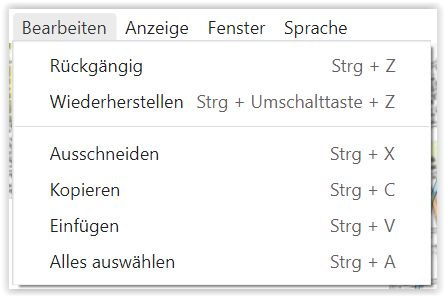 Bearbeiten Anzeige Fenster Sprache
Rückgängig Strg + Z
Wiederherstellen Strg + Umschalttaste + Z
Ausschneiden Strg + X
Kopieren Strg + C
Einfügen Strg + V
Alles auswählen Strg + A